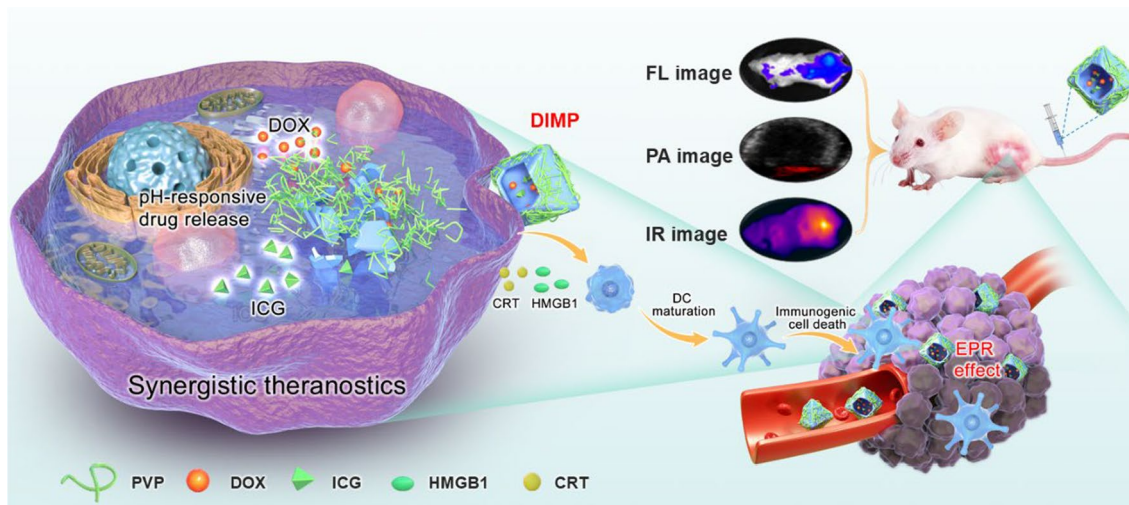 FL image
PA image
IR image
DIMP
DOX
pH-responsive
drug release
ICG
CRT
HMGB1
DC
maturation
Immunogenic
cell death
EPR
effect
Synergistic theranostics
PVP
DOX
ICG
HMGB1
CRT